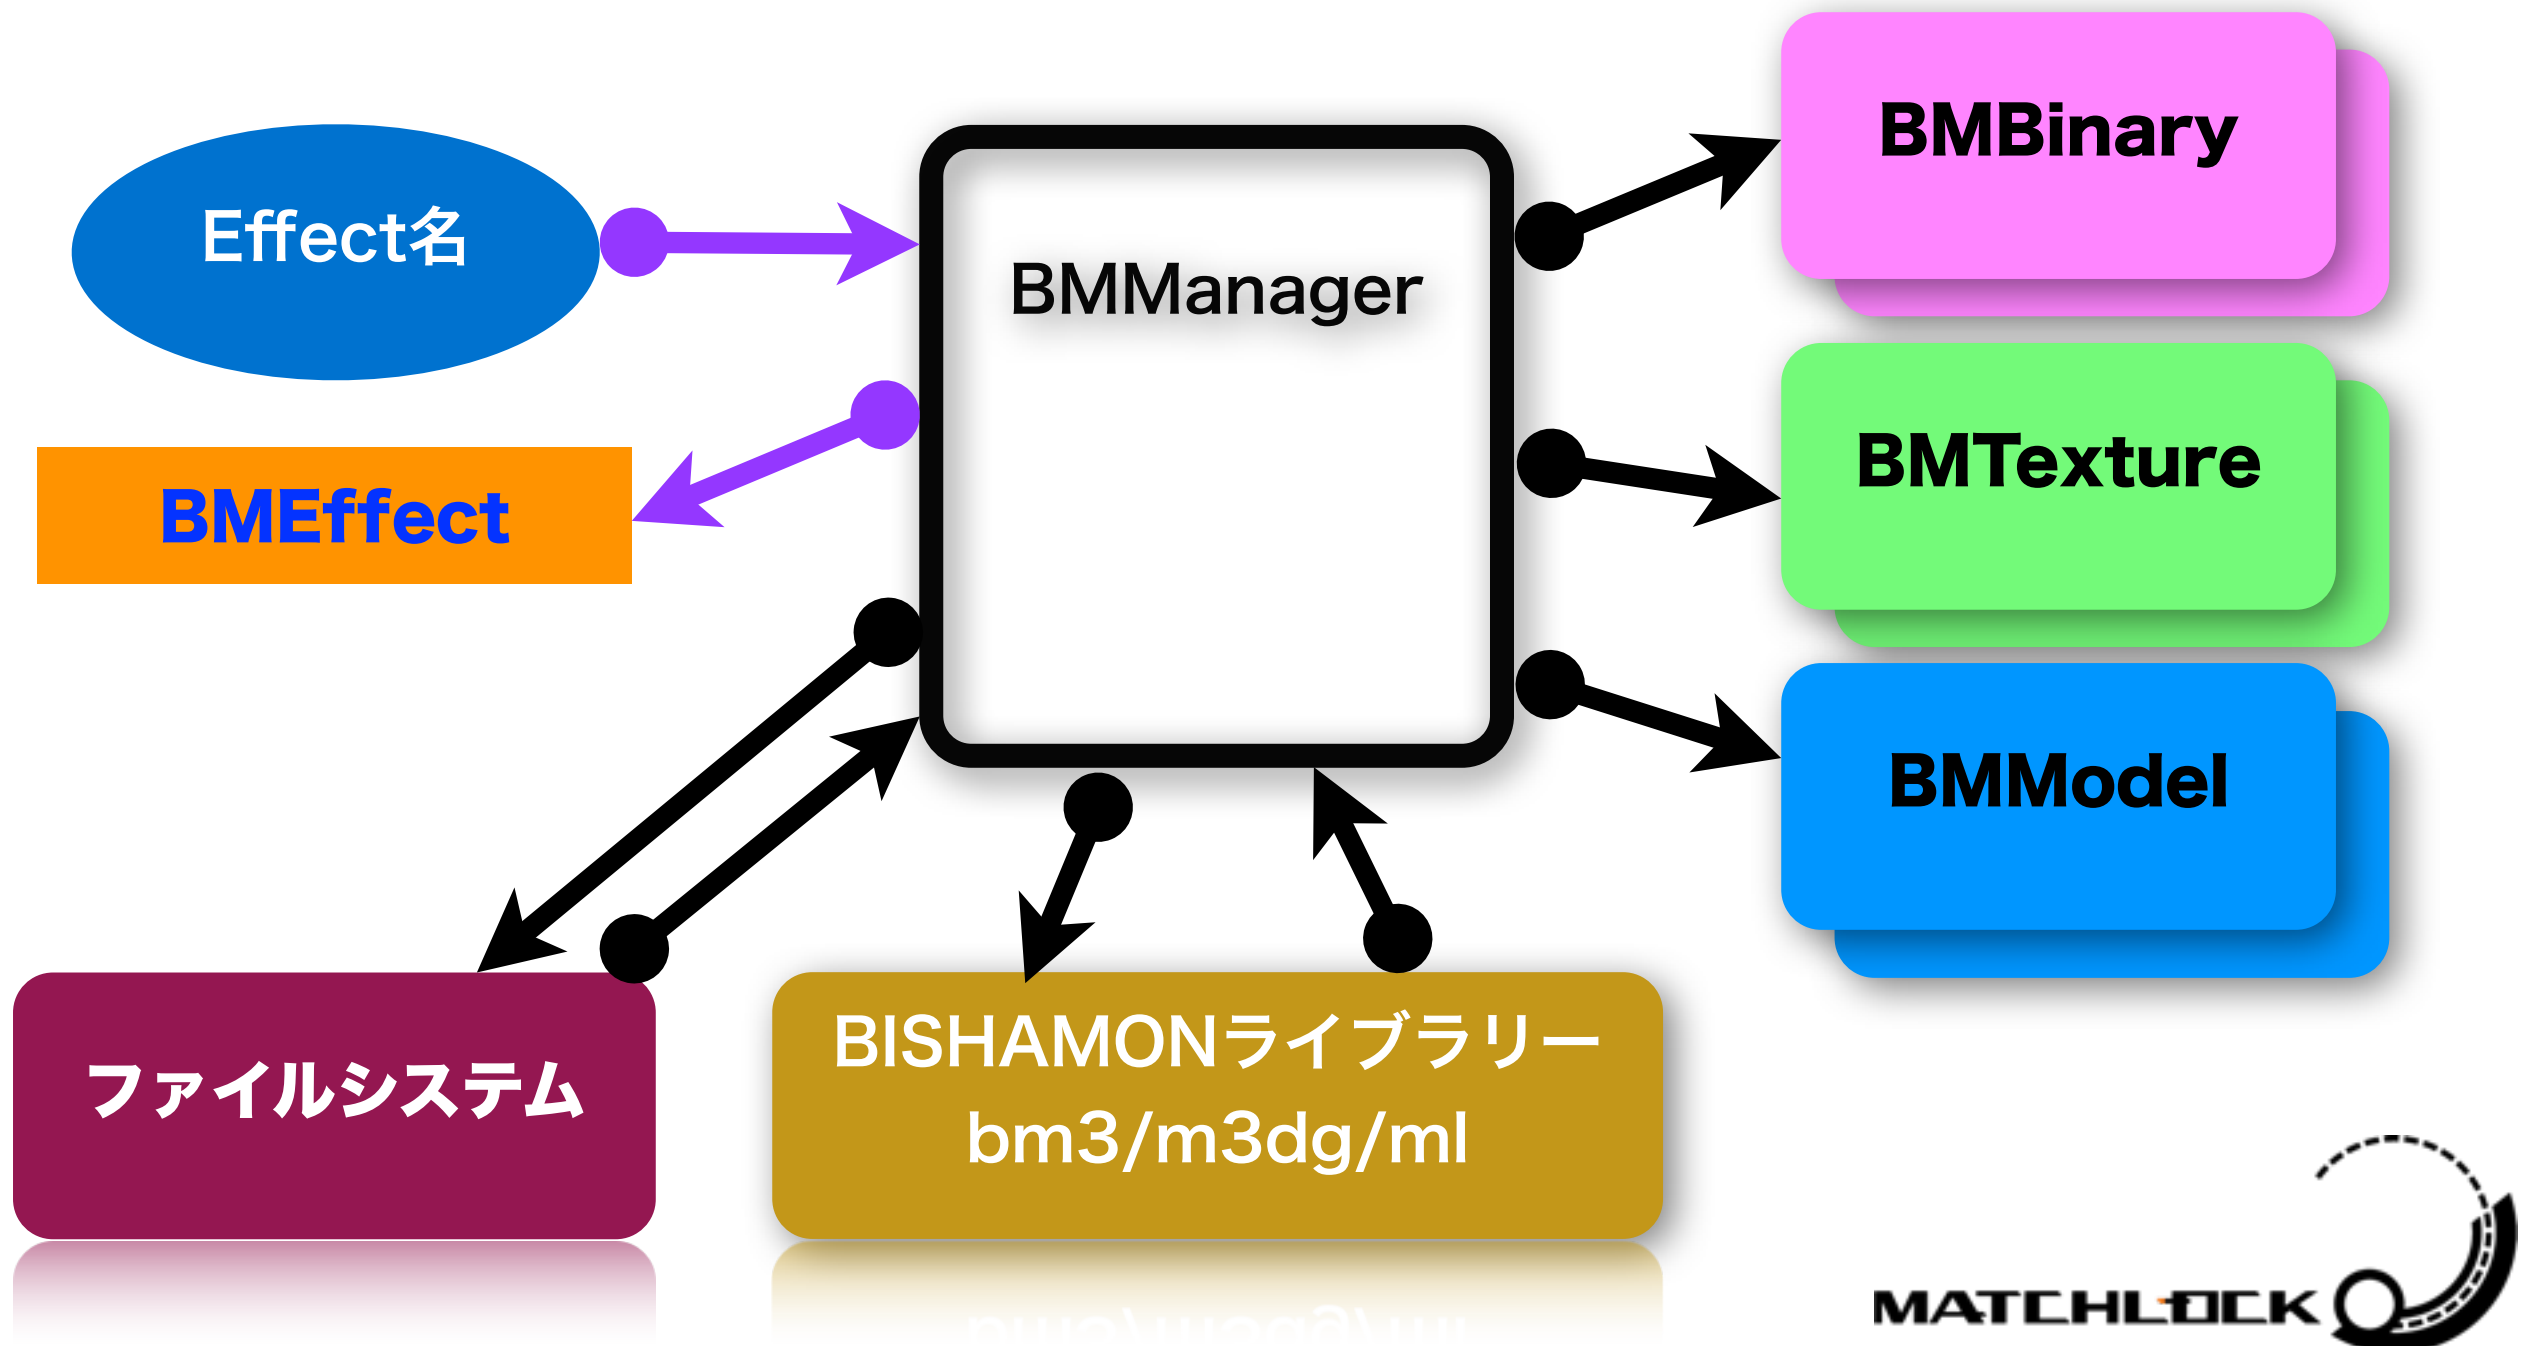 Effect名
BMEffect
BMManager
BMBinary
BMTexture
BMModel
ファイルシステム
BISHAMONライブラリー
bm3/m3dg/ml
MATCHLOCK